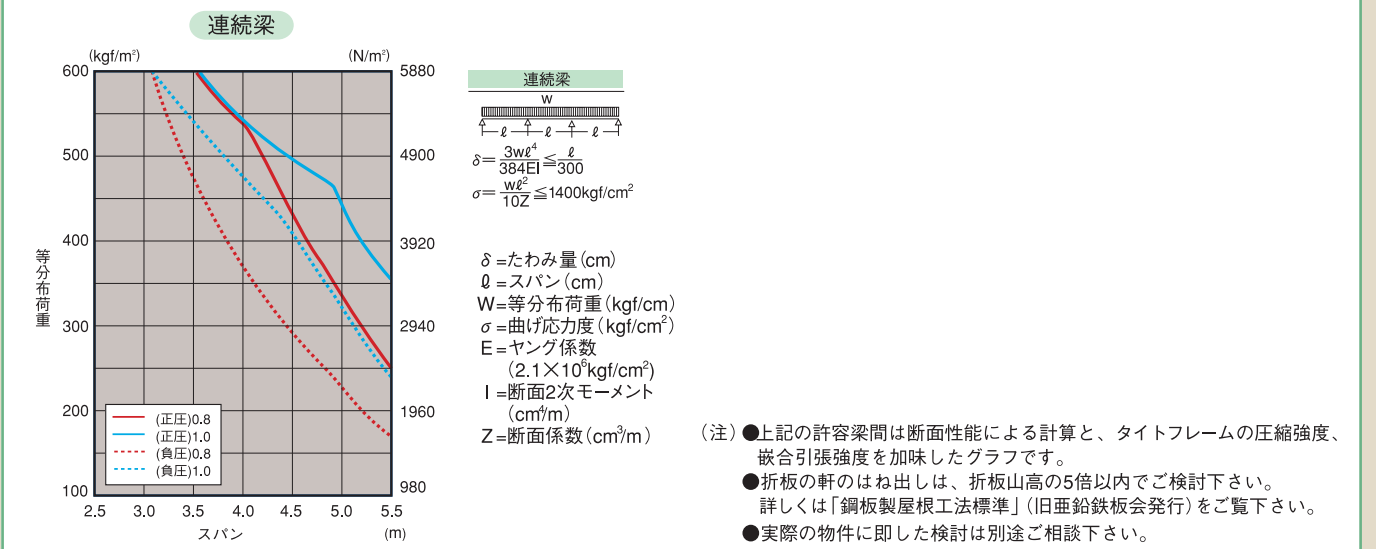 連続梁
(kgf/m²)
(N/m²)
600
500
400
300
200
100
5880
4900
3920
2940
1960
980
等分布荷重
(正圧)0.8
(正圧)1.0
(負圧)0.8
(負圧)1.0
2.5 3.0 3.5 4.0 4.5 5.0 5.5
スパン (m)
連続梁
W
ℓ ℓ ℓ
δ=3wℓ⁴/384EI≦ℓ/300
σ=wℓ²/10Z≦1400kgf/cm²
δ=たわみ量(cm)
ℓ=スパン(cm)
W=等分布荷重(kgf/cm)
σ=曲げ応力度(kgf/cm²)
E=ヤング係数
(2.1×10⁶kgf/cm²)
I=断面2次モーメント
(cm⁴/m)
Z=断面係数(cm³/m)
(注)●上記の許容梁間は断面性能による計算と、タイトフレームの圧縮強度、
嵌合引張強度を加味したグラフです。
●折板の軒のはね出しは、折板山高の5倍以内でご検討下さい。
詳しくは「鋼板製屋根工法標準」(旧亜鉛鉄板会発行)をご覧下さい。
●実際の物件に即した検討は別途ご相談下さい。